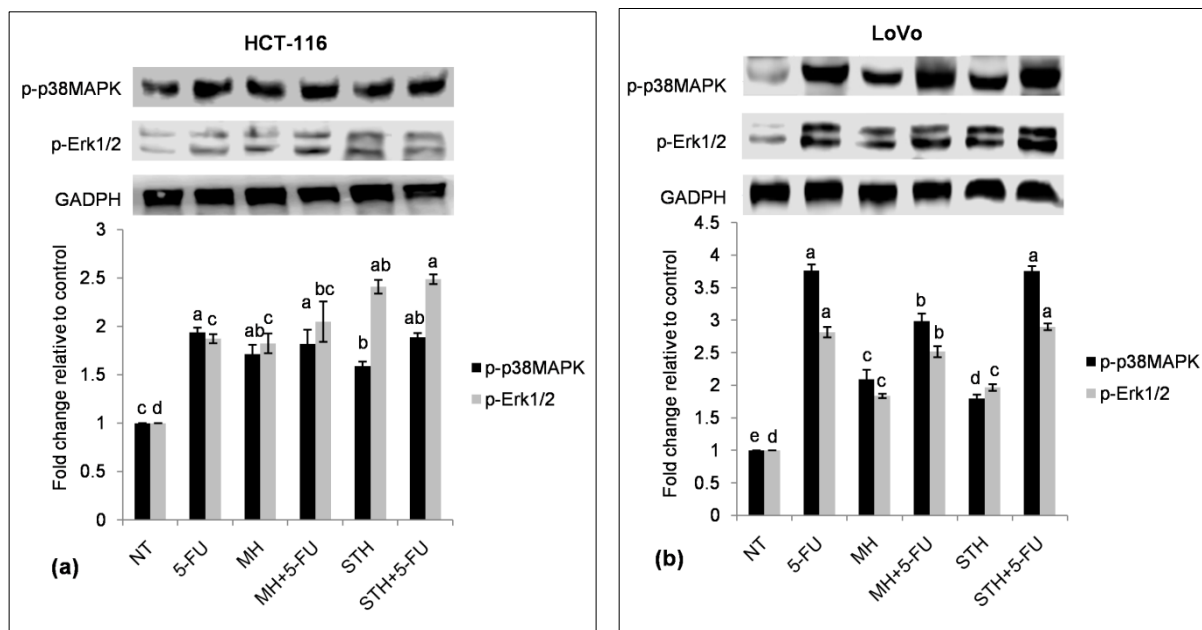 HCT-116
p-p38MAPK
p-Erk1/2
GADPH
Fold change relative to control
3
2.5
2
1.5
1
0.5
0
c d
a c
ab c
a bc
b ab
ab a
NT
5-FU
MH
MH+5-FU
STH
STH+5-FU
p-p38MAPK
p-Erk1/2
(a)
LoVo
p-p38MAPK
p-Erk1/2
GADPH
Fold change relative to control
4.5
4
3.5
3
2.5
2
1.5
1
0.5
0
e d
a a
c c
b b
d c
a a
NT
5-FU
MH
MH+5-FU
STH
STH+5-FU
p-p38MAPK
p-Erk1/2
(b)